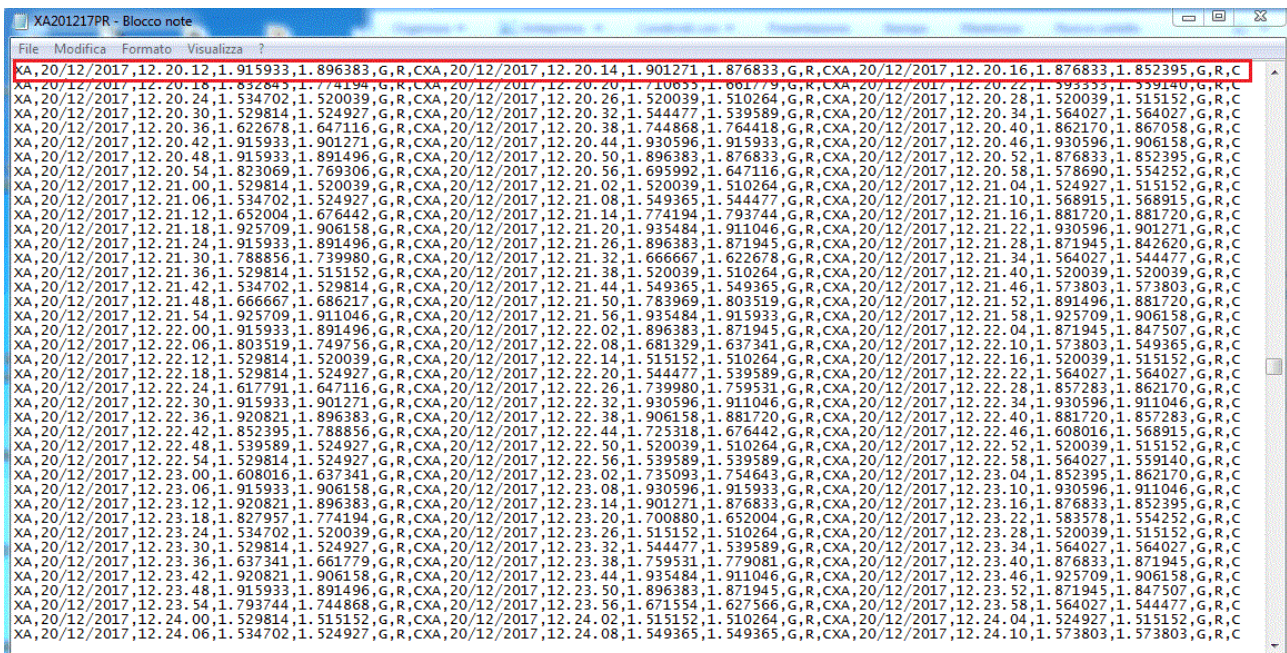 XA201217PR - Blocco note
File Modifica Formato Visualizza ?
XA,20/12/2017,12.20.12,1.915933,1.896383,G,R,CXA,20/12/2017,12.20.14,1.901271,1.876833,G,R,CXA,20/12/2017,12.20.16,1.876833,1.852395,G,R,C
XA,20/12/2017,12.20.18,1.832845,1.774194,G,R,CXA,20/12/2017,12.20.20,1.710655,1.661779,G,R,CXA,20/12/2017,12.20.22,1.593353,1.559140,G,R,C
XA,20/12/2017,12.20.24,1.534702,1.520039,G,R,CXA,20/12/2017,12.20.26,1.520039,1.510264,G,R,CXA,20/12/2017,12.20.28,1.520039,1.515152,G,R,C
XA,20/12/2017,12.20.30,1.529814,1.524927,G,R,CXA,20/12/2017,12.20.32,1.544477,1.539589,G,R,CXA,20/12/2017,12.20.34,1.564027,1.564027,G,R,C
XA,20/12/2017,12.20.36,1.622678,1.647116,G,R,CXA,20/12/2017,12.20.38,1.744868,1.764418,G,R,CXA,20/12/2017,12.20.40,1.862170,1.867058,G,R,C
XA,20/12/2017,12.20.42,1.915933,1.901271,G,R,CXA,20/12/2017,12.20.44,1.930596,1.915933,G,R,CXA,20/12/2017,12.20.46,1.930596,1.906158,G,R,C
XA,20/12/2017,12.20.48,1.915933,1.891496,G,R,CXA,20/12/2017,12.20.50,1.896383,1.876833,G,R,CXA,20/12/2017,12.20.52,1.876833,1.852395,G,R,C
XA,20/12/2017,12.20.54,1.823069,1.769306,G,R,CXA,20/12/2017,12.20.56,1.695992,1.647116,G,R,CXA,20/12/2017,12.20.58,1.578690,1.554252,G,R,C
XA,20/12/2017,12.21.00,1.529814,1.520039,G,R,CXA,20/12/2017,12.21.02,1.520039,1.510264,G,R,CXA,20/12/2017,12.21.04,1.524927,1.515152,G,R,C
XA,20/12/2017,12.21.06,1.534702,1.524927,G,R,CXA,20/12/2017,12.21.08,1.549365,1.544477,G,R,CXA,20/12/2017,12.21.10,1.568915,1.568915,G,R,C
XA,20/12/2017,12.21.12,1.652004,1.676442,G,R,CXA,20/12/2017,12.21.14,1.774194,1.793744,G,R,CXA,20/12/2017,12.21.16,1.881720,1.881720,G,R,C
XA,20/12/2017,12.21.18,1.925709,1.906158,G,R,CXA,20/12/2017,12.21.20,1.935484,1.911046,G,R,CXA,20/12/2017,12.21.22,1.930596,1.901271,G,R,C
XA,20/12/2017,12.21.24,1.915933,1.891496,G,R,CXA,20/12/2017,12.21.26,1.896383,1.871945,G,R,CXA,20/12/2017,12.21.28,1.871945,1.842620,G,R,C
XA,20/12/2017,12.21.30,1.788856,1.739980,G,R,CXA,20/12/2017,12.21.32,1.666667,1.622678,G,R,CXA,20/12/2017,12.21.34,1.564027,1.544477,G,R,C
XA,20/12/2017,12.21.36,1.529814,1.515152,G,R,CXA,20/12/2017,12.21.38,1.520039,1.510264,G,R,CXA,20/12/2017,12.21.40,1.520039,1.520039,G,R,C
XA,20/12/2017,12.21.42,1.534702,1.529814,G,R,CXA,20/12/2017,12.21.44,1.549365,1.549365,G,R,CXA,20/12/2017,12.21.46,1.573803,1.573803,G,R,C
XA,20/12/2017,12.21.48,1.666667,1.686217,G,R,CXA,20/12/2017,12.21.50,1.783969,1.803519,G,R,CXA,20/12/2017,12.21.52,1.891496,1.881720,G,R,C
XA,20/12/2017,12.21.54,1.925709,1.911046,G,R,CXA,20/12/2017,12.21.56,1.935484,1.915933,G,R,CXA,20/12/2017,12.21.58,1.925709,1.906158,G,R,C
XA,20/12/2017,12.22.00,1.915933,1.891496,G,R,CXA,20/12/2017,12.22.02,1.896383,1.871945,G,R,CXA,20/12/2017,12.22.04,1.871945,1.847507,G,R,C
XA,20/12/2017,12.22.06,1.803519,1.749756,G,R,CXA,20/12/2017,12.22.08,1.681329,1.637341,G,R,CXA,20/12/2017,12.22.10,1.573803,1.549365,G,R,C
XA,20/12/2017,12.22.12,1.529814,1.520039,G,R,CXA,20/12/2017,12.22.14,1.515152,1.510264,G,R,CXA,20/12/2017,12.22.16,1.520039,1.515152,G,R,C
XA,20/12/2017,12.22.18,1.529814,1.524927,G,R,CXA,20/12/2017,12.22.20,1.544477,1.539589,G,R,CXA,20/12/2017,12.22.22,1.564027,1.564027,G,R,C
XA,20/12/2017,12.22.24,1.617791,1.647116,G,R,CXA,20/12/2017,12.22.26,1.739980,1.759531,G,R,CXA,20/12/2017,12.22.28,1.857283,1.862170,G,R,C
XA,20/12/2017,12.22.30,1.915933,1.901271,G,R,CXA,20/12/2017,12.22.32,1.930596,1.911046,G,R,CXA,20/12/2017,12.22.34,1.930596,1.911046,G,R,C
XA,20/12/2017,12.22.36,1.920821,1.896383,G,R,CXA,20/12/2017,12.22.38,1.906158,1.881720,G,R,CXA,20/12/2017,12.22.40,1.881720,1.857283,G,R,C
XA,20/12/2017,12.22.42,1.852395,1.788856,G,R,CXA,20/12/2017,12.22.44,1.725318,1.676442,G,R,CXA,20/12/2017,12.22.46,1.608016,1.568915,G,R,C
XA,20/12/2017,12.22.48,1.539589,1.524927,G,R,CXA,20/12/2017,12.22.50,1.520039,1.510264,G,R,CXA,20/12/2017,12.22.52,1.520039,1.515152,G,R,C
XA,20/12/2017,12.22.54,1.529814,1.524927,G,R,CXA,20/12/2017,12.22.56,1.539589,1.539589,G,R,CXA,20/12/2017,12.22.58,1.564027,1.559140,G,R,C
XA,20/12/2017,12.23.00,1.608016,1.637341,G,R,CXA,20/12/2017,12.23.02,1.735093,1.754643,G,R,CXA,20/12/2017,12.23.04,1.852395,1.862170,G,R,C
XA,20/12/2017,12.23.06,1.915933,1.906158,G,R,CXA,20/12/2017,12.23.08,1.930596,1.915933,G,R,CXA,20/12/2017,12.23.10,1.930596,1.911046,G,R,C
XA,20/12/2017,12.23.12,1.920821,1.896383,G,R,CXA,20/12/2017,12.23.14,1.901271,1.876833,G,R,CXA,20/12/2017,12.23.16,1.876833,1.852395,G,R,C
XA,20/12/2017,12.23.18,1.827957,1.774194,G,R,CXA,20/12/2017,12.23.20,1.700880,1.652004,G,R,CXA,20/12/2017,12.23.22,1.583578,1.554252,G,R,C
XA,20/12/2017,12.23.24,1.534702,1.520039,G,R,CXA,20/12/2017,12.23.26,1.515152,1.510264,G,R,CXA,20/12/2017,12.23.28,1.520039,1.515152,G,R,C
XA,20/12/2017,12.23.30,1.529814,1.524927,G,R,CXA,20/12/2017,12.23.32,1.544477,1.539589,G,R,CXA,20/12/2017,12.23.34,1.564027,1.564027,G,R,C
XA,20/12/2017,12.23.36,1.637341,1.661779,G,R,CXA,20/12/2017,12.23.38,1.759531,1.779081,G,R,CXA,20/12/2017,12.23.40,1.876833,1.871945,G,R,C
XA,20/12/2017,12.23.42,1.920821,1.906158,G,R,CXA,20/12/2017,12.23.44,1.935484,1.911046,G,R,CXA,20/12/2017,12.23.46,1.925709,1.906158,G,R,C
XA,20/12/2017,12.23.48,1.915933,1.891496,G,R,CXA,20/12/2017,12.23.50,1.896383,1.871945,G,R,CXA,20/12/2017,12.23.52,1.871945,1.847507,G,R,C
XA,20/12/2017,12.23.54,1.793744,1.744868,G,R,CXA,20/12/2017,12.23.56,1.671554,1.627566,G,R,CXA,20/12/2017,12.23.58,1.564027,1.544477,G,R,C
XA,20/12/2017,12.24.00,1.529814,1.515152,G,R,CXA,20/12/2017,12.24.02,1.515152,1.510264,G,R,CXA,20/12/2017,12.24.04,1.524927,1.515152,G,R,C
XA,20/12/2017,12.24.06,1.534702,1.524927,G,R,CXA,20/12/2017,12.24.08,1.549365,1.549365,G,R,CXA,20/12/2017,12.24.10,1.573803,1.573803,G,R,C